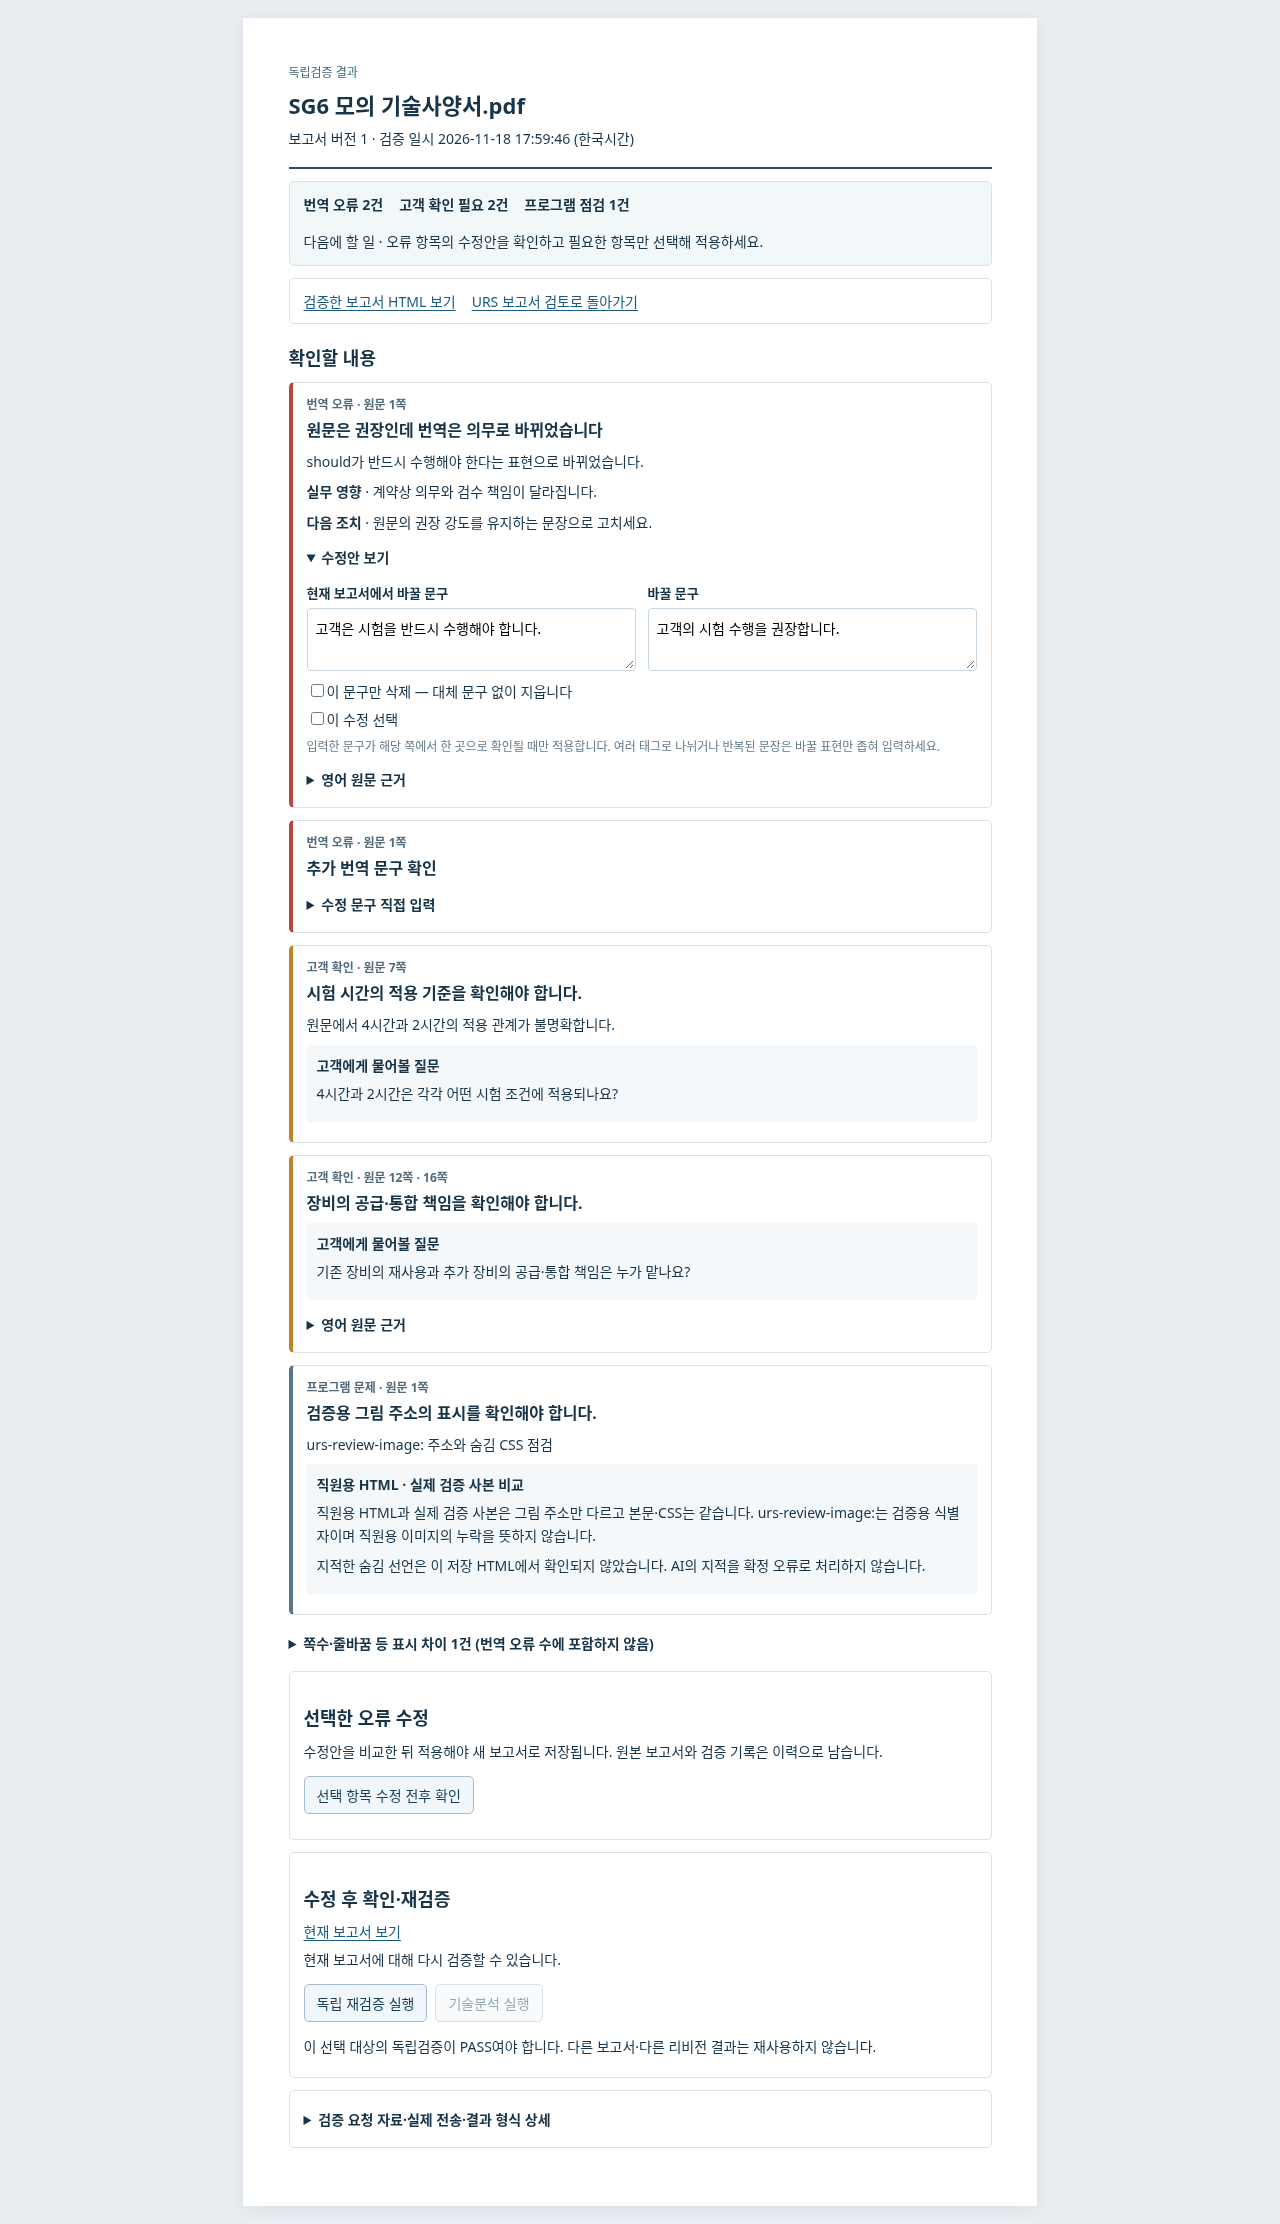 독립검증 결과
SG6 모의 기술사양서.pdf
보고서 버전 1 · 검증 일시 2026-11-18 17:59:46 (한국시간)
번역 오류 2건 고객 확인 필요 2건 프로그램 점검 1건
다음에 할 일 · 오류 항목의 수정안을 확인하고 필요한 항목만 선택해 적용하세요.
검증한 보고서 HTML 보기 URS 보고서 검토로 돌아가기
확인할 내용
번역 오류 · 원문 1쪽
원문은 권장인데 번역은 의무로 바뀌었습니다
should가 반드시 수행해야 한다는 표현으로 바뀌었습니다.
실무 영향 · 계약상 의무와 검수 책임이 달라집니다.
다음 조치 · 원문의 권장 강도를 유지하는 문장으로 고치세요.
▼ 수정안 보기
현재 보고서에서 바꿀 문구 바꿀 문구
고객은 시험을 반드시 수행해야 합니다. 고객의 시험 수행을 권장합니다.
이 문구만 삭제 — 대체 문구 없이 지웁니다
이 수정 선택
입력한 문구가 해당 쪽에서 한 곳으로 확인될 때만 적용합니다. 여러 태그로 나뉘거나 반복된 문장은 바꿀 표현만 좁혀 입력하세요.
▶ 영어 원문 근거
번역 오류 · 원문 1쪽
추가 번역 문구 확인
▶ 수정 문구 직접 입력
고객 확인 · 원문 7쪽
시험 시간의 적용 기준을 확인해야 합니다.
원문에서 4시간과 2시간의 적용 관계가 불명확합니다.
고객에게 물어볼 질문
4시간과 2시간은 각각 어떤 시험 조건에 적용되나요?
고객 확인 · 원문 12쪽 · 16쪽
장비의 공급·통합 책임을 확인해야 합니다.
고객에게 물어볼 질문
기존 장비의 재사용과 추가 장비의 공급·통합 책임은 누가 맡나요?
▶ 영어 원문 근거
프로그램 문제 · 원문 1쪽
검증용 그림 주소의 표시를 확인해야 합니다.
urs-review-image: 주소와 숨김 CSS 점검
직원용 HTML · 실제 검증 사본 비교
직원용 HTML과 실제 검증 사본은 그림 주소만 다르고 본문·CSS는 같습니다. urs-review-image:는 검증용 식별
자이며 직원용 이미지의 누락을 뜻하지 않습니다.
지적한 숨김 선언은 이 저장 HTML에서 확인되지 않았습니다. AI의 지적을 확정 오류로 처리하지 않습니다.
▶ 쪽수·줄바꿈 등 표시 차이 1건 (번역 오류 수에 포함하지 않음)
선택한 오류 수정
수정안을 비교한 뒤 적용해야 새 보고서로 저장됩니다. 원본 보고서와 검증 기록은 이력으로 남습니다.
선택 항목 수정 전후 확인
수정 후 확인·재검증
현재 보고서 보기
현재 보고서에 대해 다시 검증할 수 있습니다.
독립 재검증 실행 기술분석 실행
이 선택 대상의 독립검증이 PASS여야 합니다. 다른 보고서·다른 리비전 결과는 재사용하지 않습니다.
▶ 검증 요청 자료·실제 전송·결과 형식 상세